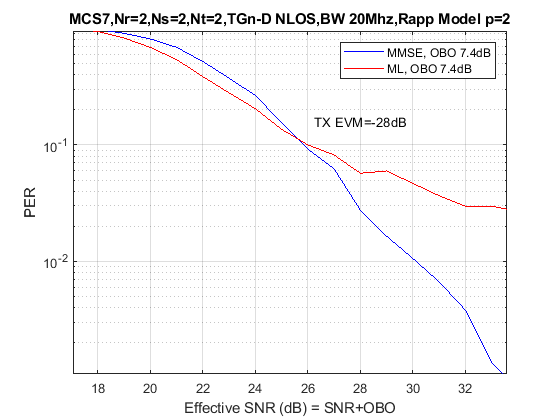 MCS7,Nr=2,Ns=2,Nt=2,TGn-D NLOS,BW 20Mhz,Rapp Model p=2
MMSE, OBO 7.4dB
ML, OBO 7.4dB
TX EVM=-28dB
10^-1
10^-2
PER
18 20 22 24 26 28 30 32
Effective SNR (dB) = SNR+OBO